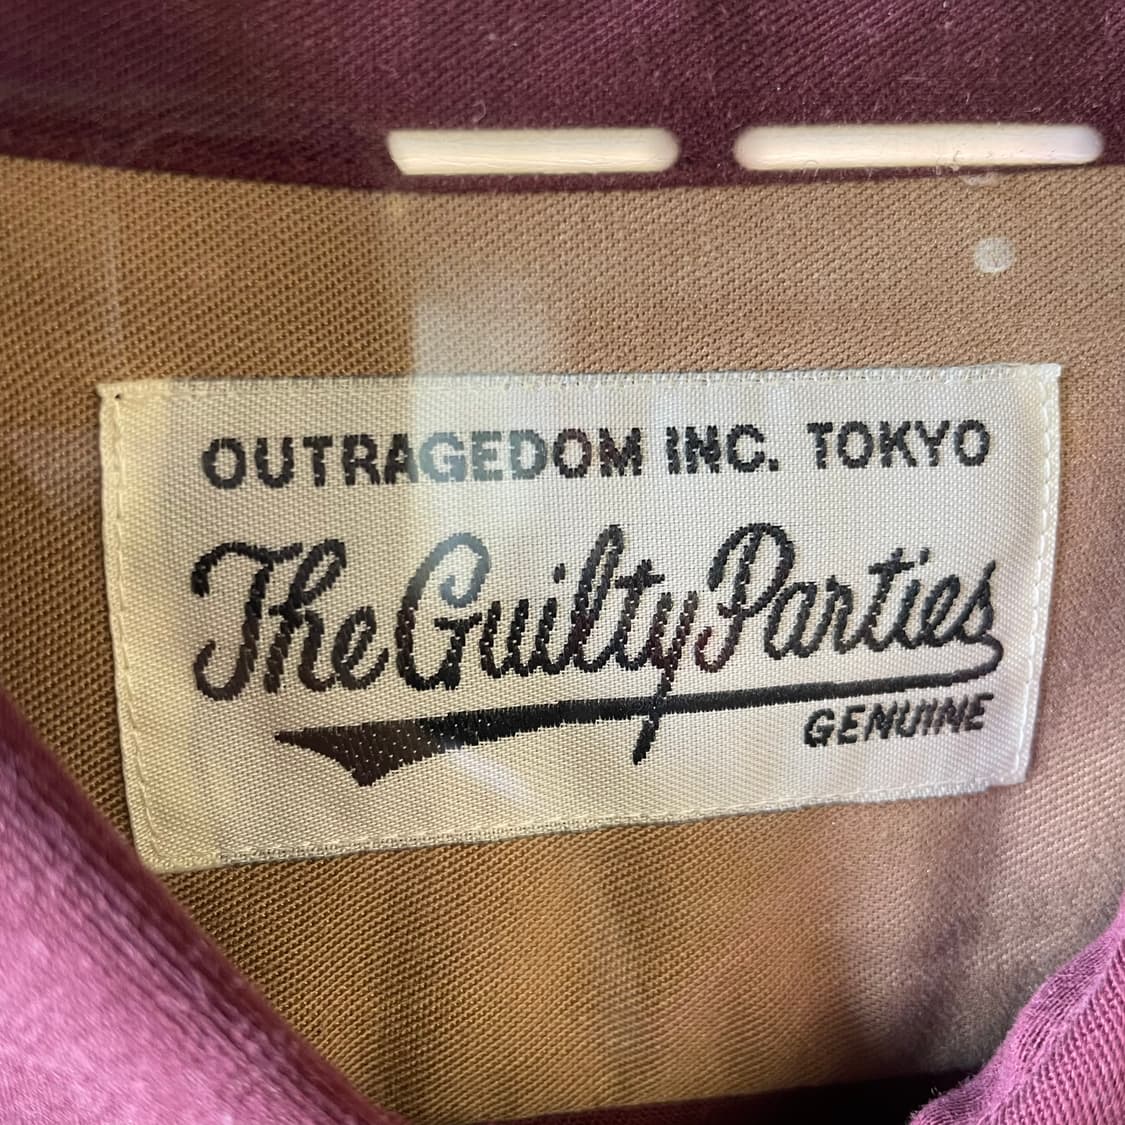 OUTRAGEDOM INC. TOKYO
The Guilty Parties
GENUINE